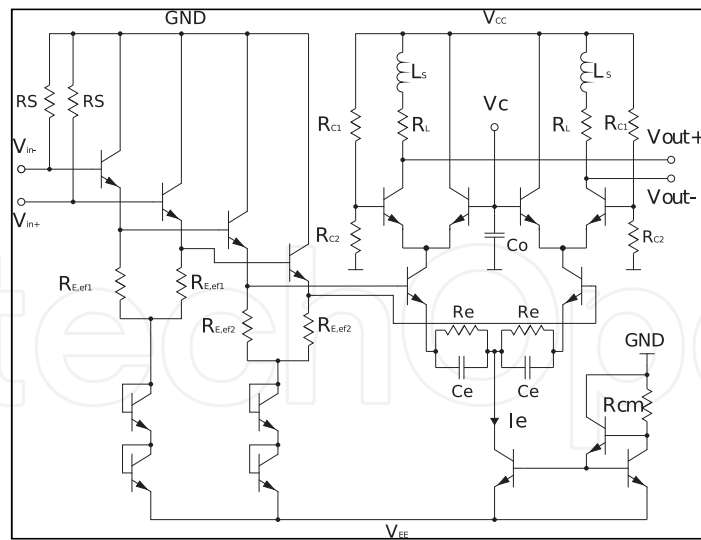 GND
VCC
RS
RS
LS
LS
RC1
RL
VC
RL
RC1
Vout+
Vin-
Vout-
Vin+
RC2
CO
RC2
RE,ef1
RE,ef1
Re
Re
RE,ef2
RE,ef2
Ce
Ce
GND
Ie
Rcm
VEE